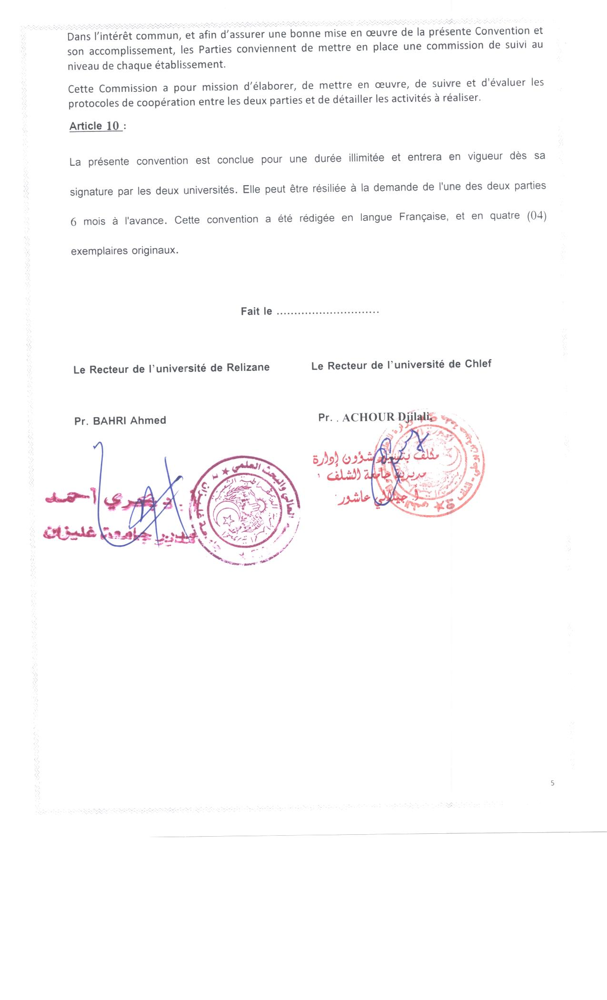 Dans l’intérêt commun, et afin d’assurer une bonne mise en œuvre de la présente Convention et
son accomplissement, les Parties conviennent de mettre en place une commission de suivi au
niveau de chaque établissement.
Cette Commission a pour mission d’élaborer, de mettre en œuvre, de suivre et d'évaluer les
protocoles de coopération entre les deux parties et de détailler les activités à réaliser.
Article 10 :
La présente convention est conclue pour une durée illimitée et entrera en vigueur dès sa
signature par les deux universités. Elle peut être résiliée à la demande de l'une des deux parties
6 mois à l'avance. Cette convention a été rédigée en langue Française, et en quatre (04)
exemplaires originaux.
Fait le .............................
Le Recteur de l’université de Relizane
Le Recteur de l’université de Chlef
Pr. BAHRI Ahmed
Pr. . ACHOUR Djilali,
مكلف بتسيير شؤون إدارة
مديرية جامعة الشلف
أ. جيلالي عاشور
د. بحري أحمد
مدير جامعة غليزان
العالي والبحث العلمي
5